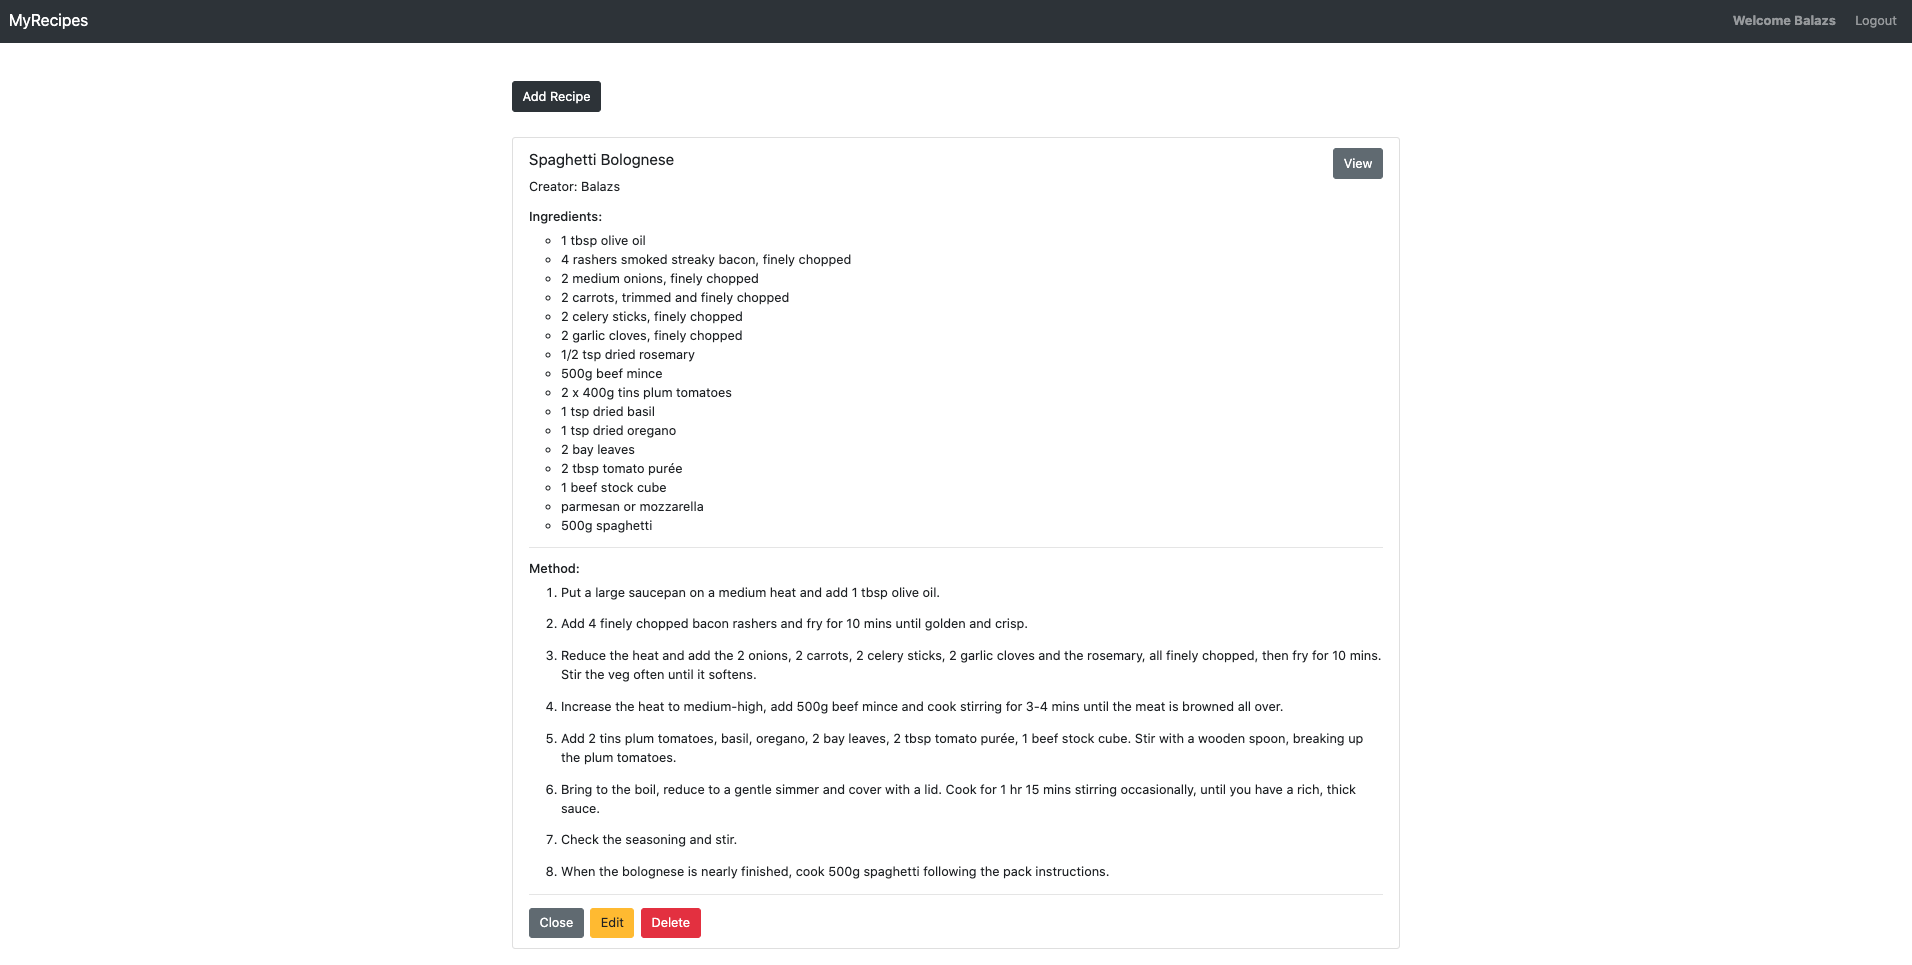 MyRecipes
Welcome Balazs
Logout
Add Recipe
Spaghetti Bolognese
View
Creator: Balazs
Ingredients:
1 tbsp olive oil
4 rashers smoked streaky bacon, finely chopped
2 medium onions, finely chopped
2 carrots, trimmed and finely chopped
2 celery sticks, finely chopped
2 garlic cloves, finely chopped
1/2 tsp dried rosemary
500g beef mince
2 x 400g tins plum tomatoes
1 tsp dried basil
1 tsp dried oregano
2 bay leaves
2 tbsp tomato purée
1 beef stock cube
parmesan or mozzarella
500g spaghetti
Method:
1. Put a large saucepan on a medium heat and add 1 tbsp olive oil.
2. Add 4 finely chopped bacon rashers and fry for 10 mins until golden and crisp.
3. Reduce the heat and add the 2 onions, 2 carrots, 2 celery sticks, 2 garlic cloves and the rosemary, all finely chopped, then fry for 10 mins.
Stir the veg often until it softens.
4. Increase the heat to medium-high, add 500g beef mince and cook stirring for 3-4 mins until the meat is browned all over.
5. Add 2 tins plum tomatoes, basil, oregano, 2 bay leaves, 2 tbsp tomato purée, 1 beef stock cube. Stir with a wooden spoon, breaking up
the plum tomatoes.
6. Bring to the boil, reduce to a gentle simmer and cover with a lid. Cook for 1 hr 15 mins stirring occasionally, until you have a rich, thick
sauce.
7. Check the seasoning and stir.
8. When the bolognese is nearly finished, cook 500g spaghetti following the pack instructions.
Close
Edit
Delete